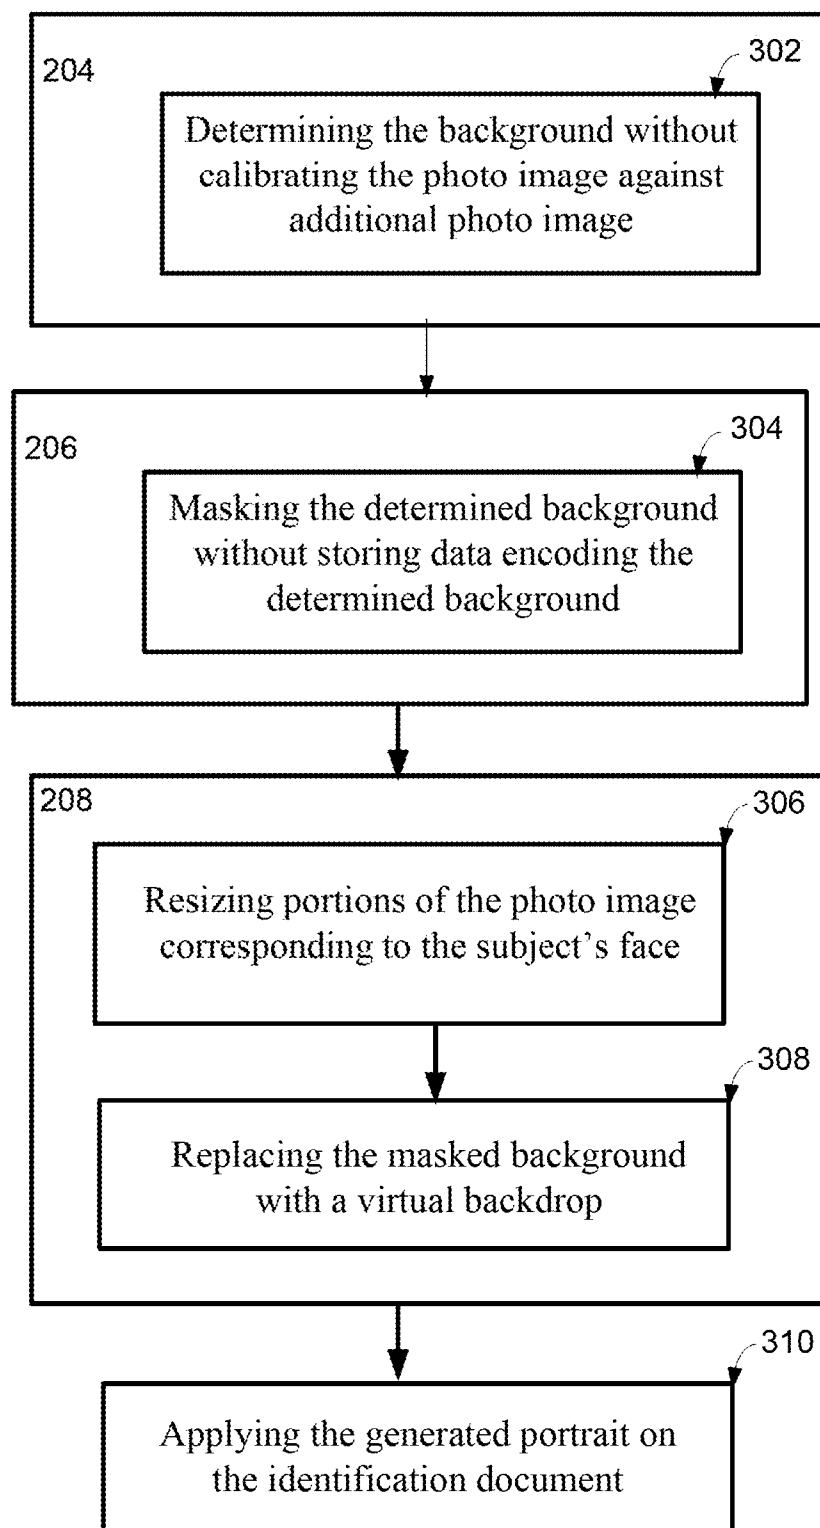 204
302
Determining the background without
calibrating the photo image against
additional photo image
206
304
Masking the determined background
without storing data encoding the
determined background
208
306
Resizing portions of the photo image
corresponding to the subject's face
308
Replacing the masked background
with a virtual backdrop
310
Applying the generated portrait on
the identification document